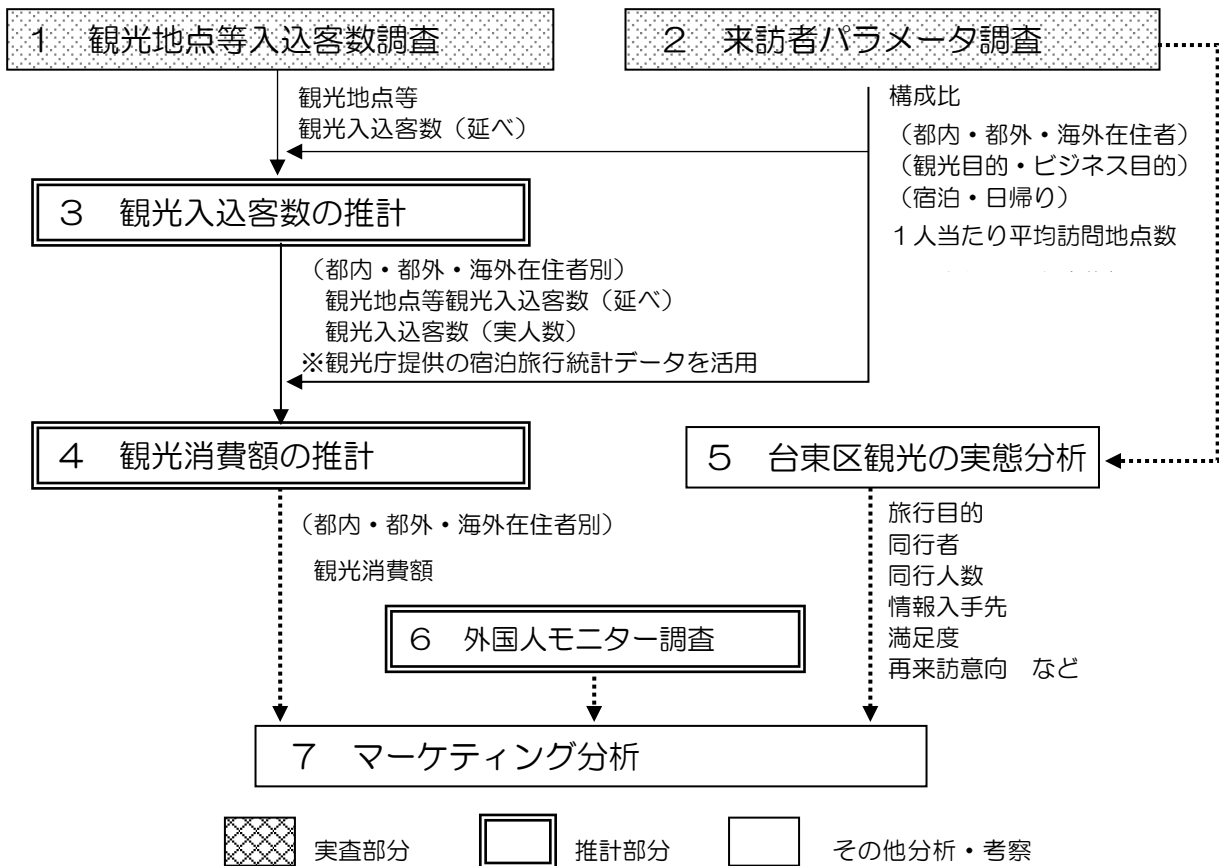 １　観光地点等入込客数調査
２　来訪者パラメータ調査
観光地点等
観光入込客数（延べ）
構成比
（都内・都外・海外在住者）
（観光目的・ビジネス目的）
（宿泊・日帰り）
１人当たり平均訪問地点数
３　観光入込客数の推計
（都内・都外・海外在住者別）
観光地点等観光入込客数（延べ）
観光入込客数（実人数）
※観光庁提供の宿泊旅行統計データを活用
４　観光消費額の推計
５　台東区観光の実態分析
（都内・都外・海外在住者別）
観光消費額
旅行目的
同行者
同行人数
情報入手先
満足度
再来訪意向　など
６　外国人モニター調査
７　マーケティング分析
実査部分
推計部分
その他分析・考察